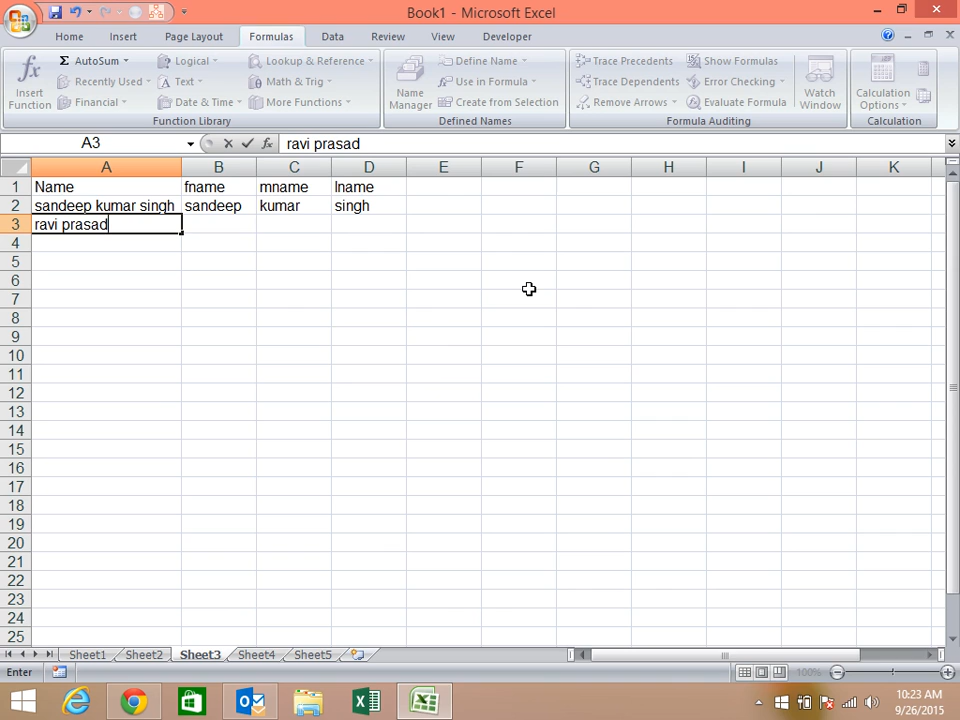 Book1 - Microsoft Excel
Home Insert Page Layout Formulas Data Review View Developer
fx Insert Function
Σ AutoSum
Recently Used
Financial
Logical
Text
Date & Time
Lookup & Reference
Math & Trig
More Functions
Function Library
Name Manager
Define Name
Use in Formula
Create from Selection
Defined Names
Trace Precedents
Trace Dependents
Remove Arrows
Show Formulas
Error Checking
Evaluate Formula
Formula Auditing
Watch Window
Calculation Options
Calculation
A3 fx ravi prasad
A B C D E F G H I J K
1 Name fname mname lname
2 sandeep kumar singh sandeep kumar singh
3 ravi prasad
4
5
6
7
8
9
10
11
12
13
14
15
16
17
18
19
20
21
22
23
24
25
Sheet1 Sheet2 Sheet3 Sheet4 Sheet5
Enter 100%
10:23 AM
9/26/2015